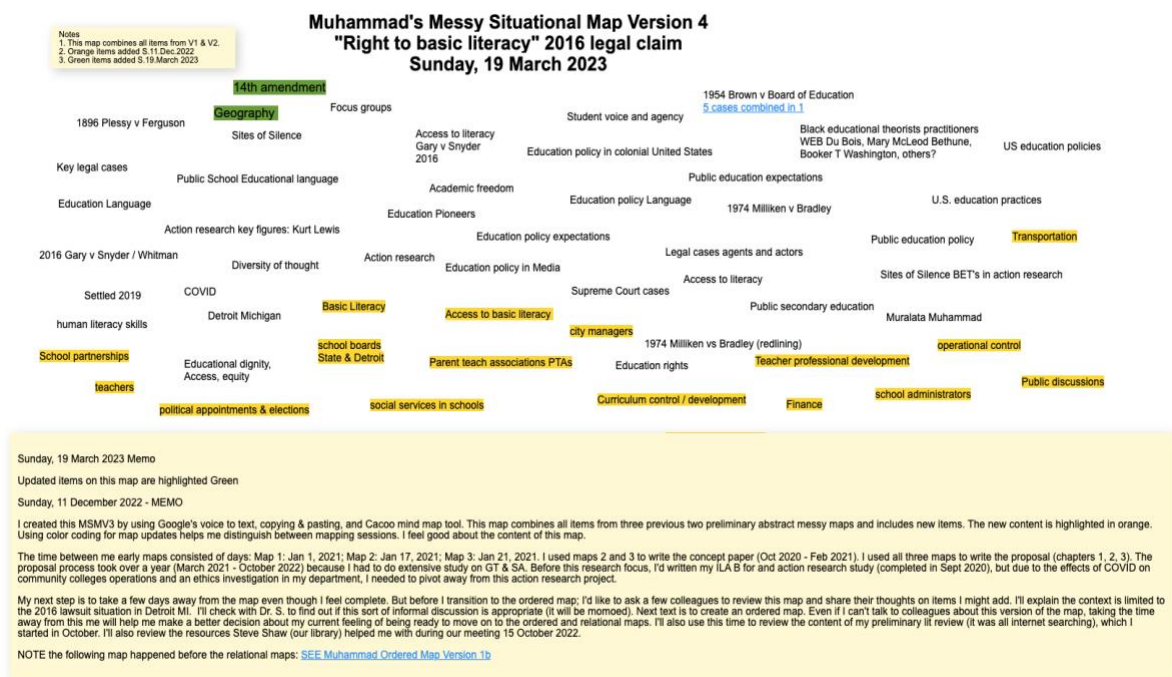 Notes
1. This map combines all items from V1 & V2.
2. Orange items added S.11.Dec.2022
3. Green items added S.19.March 2023
Muhammad's Messy Situational Map Version 4
"Right to basic literacy" 2016 legal claim
Sunday, 19 March 2023
14th amendment
1954 Brown v Board of Education
5 cases combined in 1
Geography
Focus groups
Student voice and agency
1896 Plessy v Ferguson
Sites of Silence
Access to literacy
Gary v Snyder
2016
Black educational theorists practitioners
WEB Du Bois, Mary McLeod Bethune,
Booker T Washington, others?
US education policies
Education policy in colonial United States
Key legal cases
Public School Educational language
Public education expectations
Academic freedom
Education Language
Education policy Language
1974 Milliken v Bradley
U.S. education practices
Education Pioneers
Action research key figures: Kurt Lewis
Education policy expectations
Public education policy
Transportation
2016 Gary v Snyder / Whitman
Diversity of thought
Action research
Education policy in Media
Legal cases agents and actors
Access to literacy
Sites of Silence BET's in action research
Settled 2019
COVID
Supreme Court cases
Basic Literacy
Access to basic literacy
Public secondary education
Muralata Muhammad
human literacy skills
Detroit Michigan
city managers
School partnerships
school boards
State & Detroit
1974 Milliken vs Bradley (redlining)
operational control
Educational dignity,
Access, equity
Parent teach associations PTAs
Education rights
Teacher professional development
teachers
Public discussions
political appointments & elections
social services in schools
Curriculum control / development
Finance
school administrators
Sunday, 19 March 2023 Memo
Updated items on this map are highlighted Green
Sunday, 11 December 2022 - MEMO
I created this MSMV3 by using Google's voice to text, copying & pasting, and Cacoo mind map tool. This map combines all items from three previous two preliminary abstract messy maps and includes new items. The new content is highlighted in orange.
Using color coding for map updates helps me distinguish between mapping sessions. I feel good about the content of this map.
The time between me early maps consisted of days: Map 1: Jan 1, 2021; Map 2: Jan 17, 2021; Map 3: Jan 21, 2021. I used maps 2 and 3 to write the concept paper (Oct 2020 - Feb 2021). I used all three maps to write the proposal (chapters 1, 2, 3). The
proposal process took over a year (March 2021 - October 2022) because I had to do extensive study on GT & SA. Before this research focus, I'd written my ILA B for and action research study (completed in Sept 2020), but due to the effects of COVID on
community colleges operations and an ethics investigation in my department, I needed to pivot away from this action research project.
My next step is to take a few days away from the map even though I feel complete. But before I transition to the ordered map; I'd like to ask a few colleagues to review this map and share their thoughts on items I might add. I'll explain the context is limited to
the 2016 lawsuit situation in Detroit MI. I'll check with Dr. S. to find out if this sort of informal discussion is appropriate (it will be momoed). Next text is to create an ordered map. Even if I can't talk to colleagues about this version of the map, taking the time
away from this me will help me make a better decision about my current feeling of being ready to move on to the ordered and relational maps. I'll also use this time to review the content of my preliminary lit review (it was all internet searching), which I
started in October. I'll also review the resources Steve Shaw (our library) helped me with during our meeting 15 October 2022.
NOTE the following map happened before the relational maps: SEE Muhammad Ordered Map Version 1b